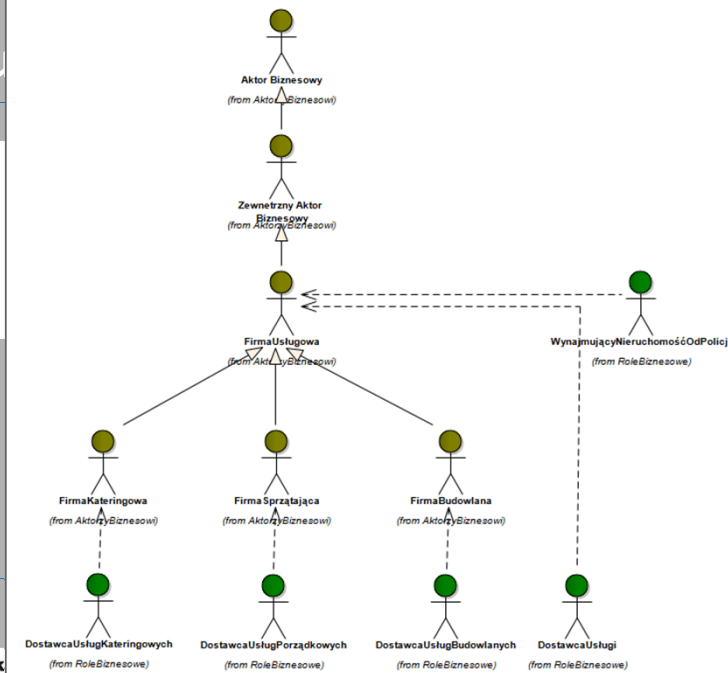 Aktor Biznesowy
(from AktorzyBiznesowi)
Zewnetrzny Aktor
Biznesowy
(from AktorzyBiznesowi)
FirmaUsługowa
(from AktorzyBiznesowi)
WynajmującyNieruchomośćOdPolicj
(from RoleBiznesowe)
FirmaKateringowa
(from AktorzyBiznesowi)
FirmaSprzątająca
(from AktorzyBiznesowi)
FirmaBudowlana
(from AktorzyBiznesowi)
DostawcaUsługKateringowych
(from RoleBiznesowe)
DostawcaUsługPorządkowych
(from RoleBiznesowe)
DostawcaUsługBudowlanych
(from RoleBiznesowe)
DostawcaUsługi
(from RoleBiznesowe)